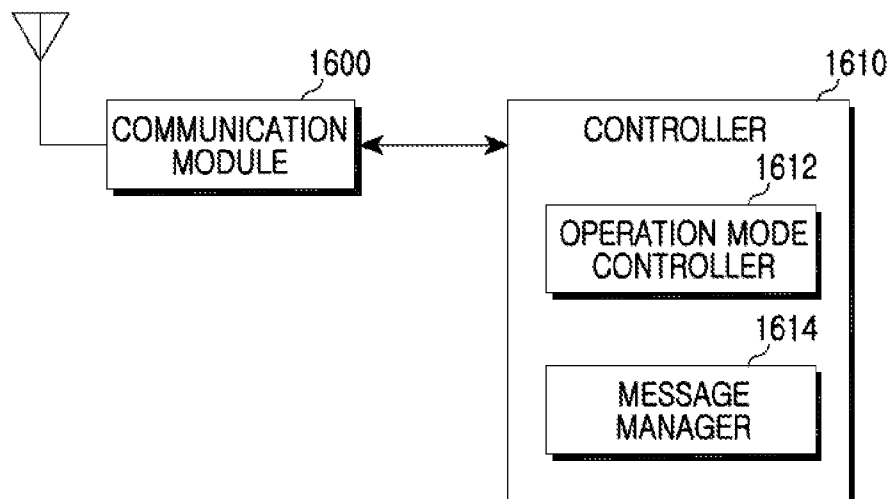 1600
COMMUNICATION
MODULE
1610
CONTROLLER
1612
OPERATION MODE
CONTROLLER
1614
MESSAGE
MANAGER